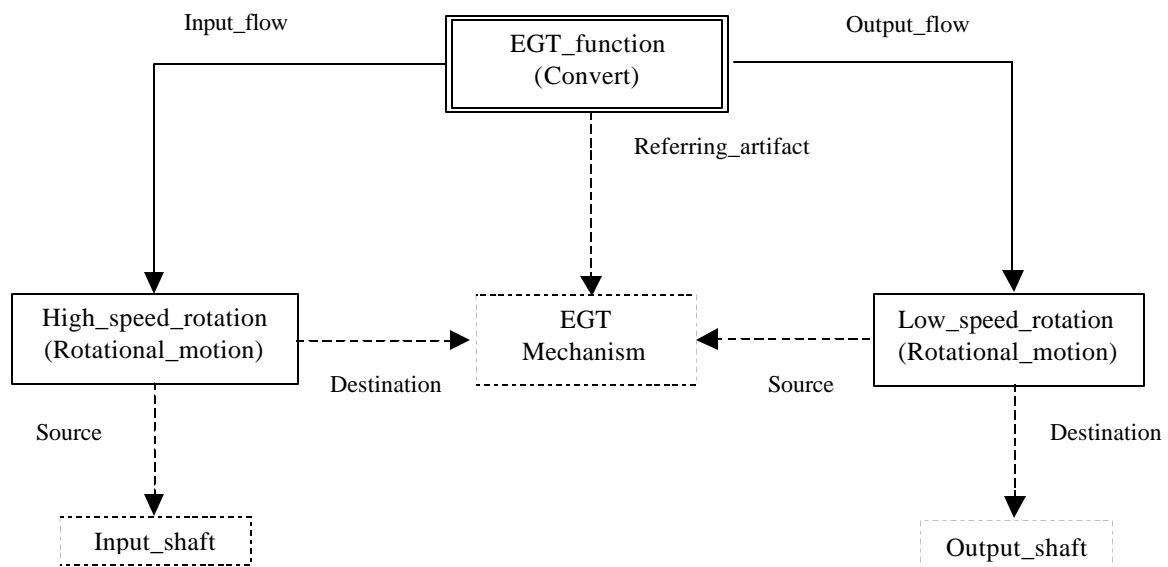 Input_flow
EGT_function
(Convert)
Output_flow
Referring_artifact
High_speed_rotation
(Rotational_motion)
EGT
Mechanism
Low_speed_rotation
(Rotational_motion)
Destination
Source
Source
Destination
Input_shaft
Output_shaft